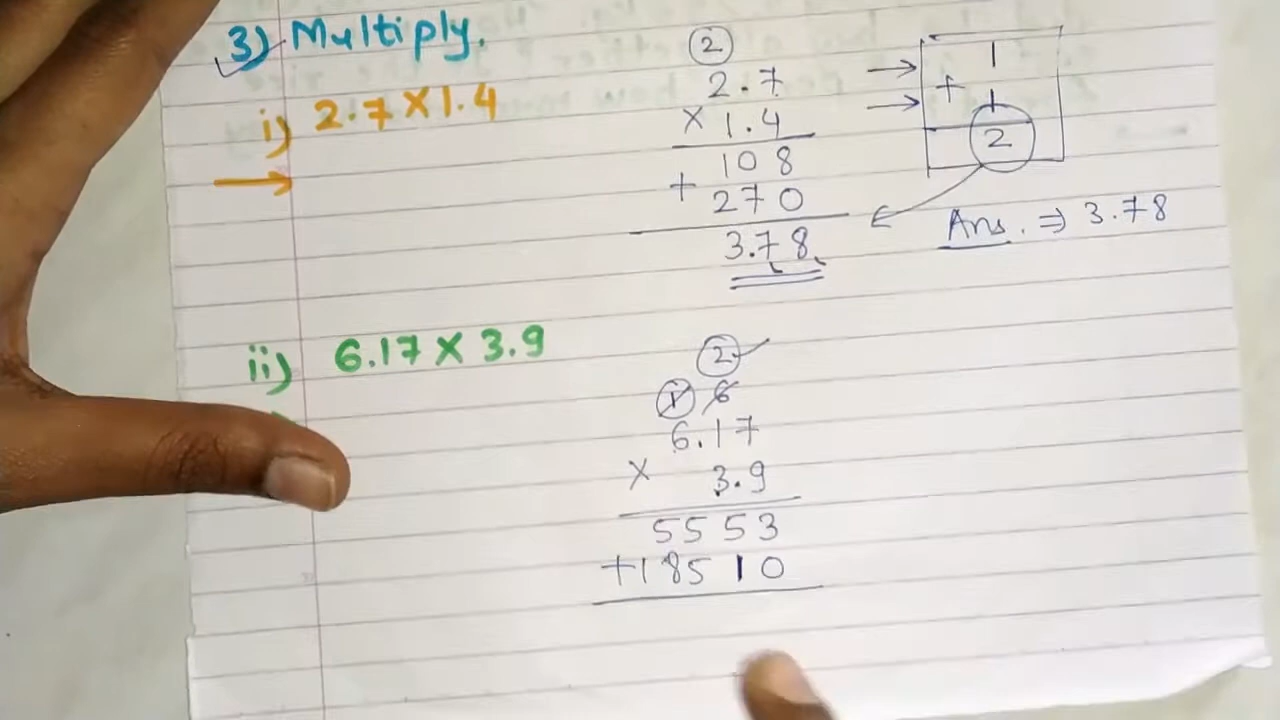 3) Multiply.
i) 2.7 X 1.4
2
2.7
X 1.4
108
+ 270
3.78
1
+ 1
2
Ans. ⇒ 3.78
ii) 6.17 X 3.9
2
1 6
6.17
X 3.9
5553
+18510